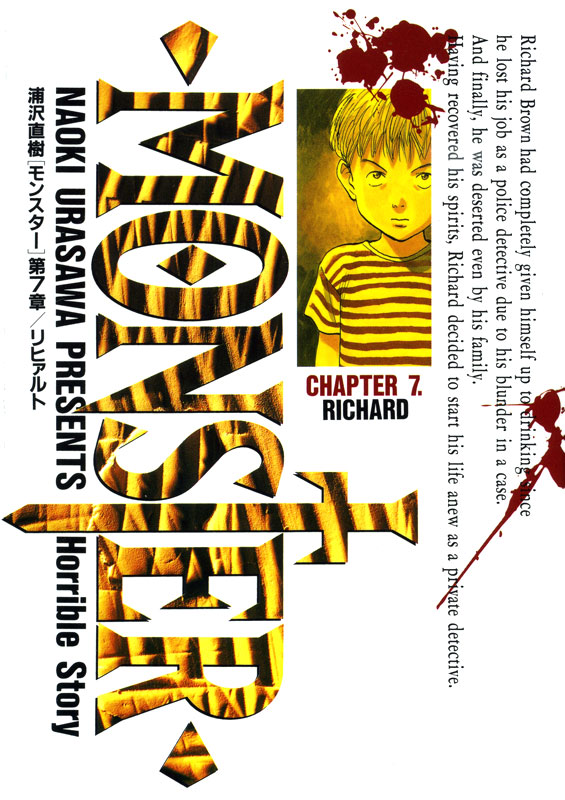 Richard Brown had completely given himself up to drinking since
he lost his job as a police detective due to his blunder in a case.
And finally, he was deserted even by his family.
Having recovered his spirits, Richard decided to start his life anew as a private detective.
CHAPTER 7.
RICHARD
MONSTER
NAOKI URASAWA PRESENTS Horrible Story
浦沢直樹[モンスター]第7章／リヒァルト